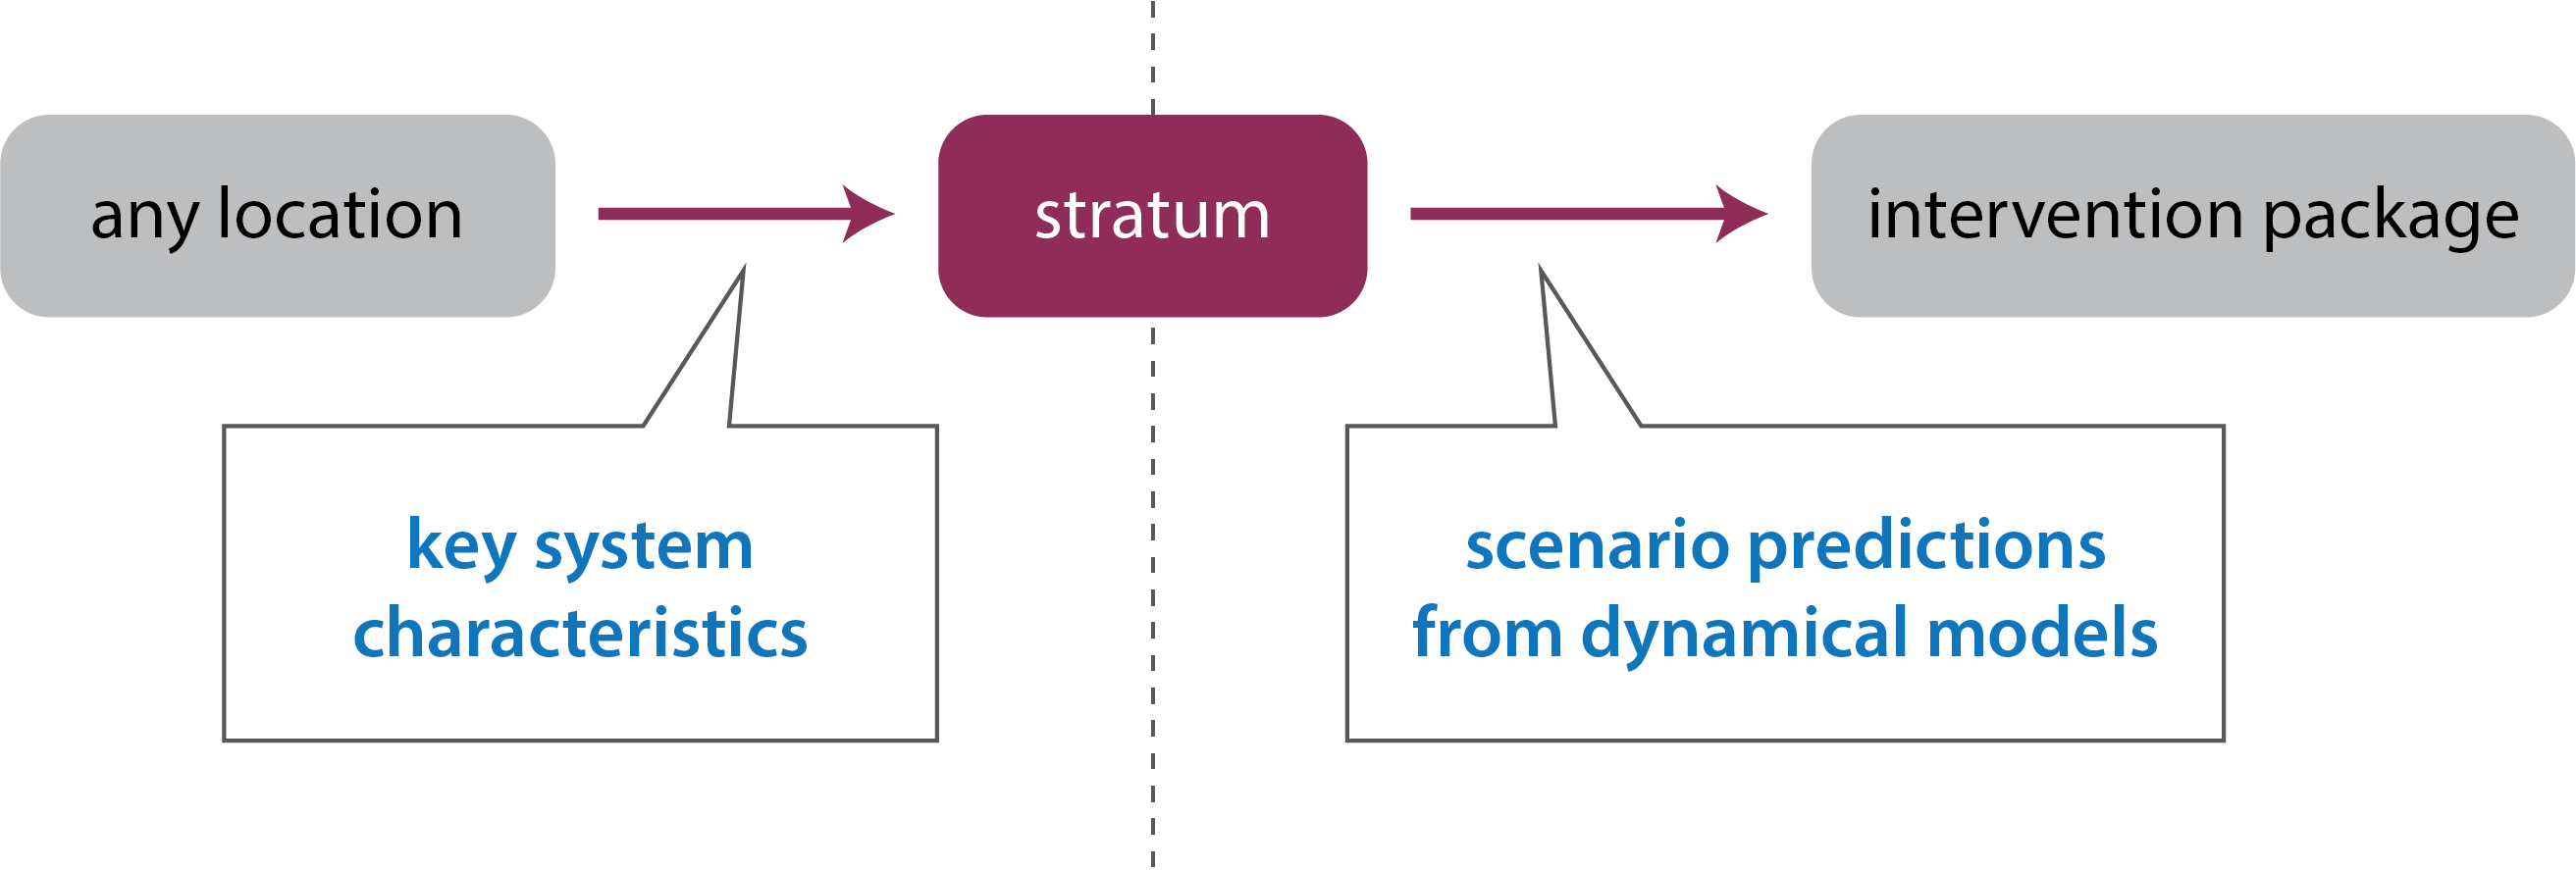 any location
stratum
intervention package
key system
characteristics
scenario predictions
from dynamical models